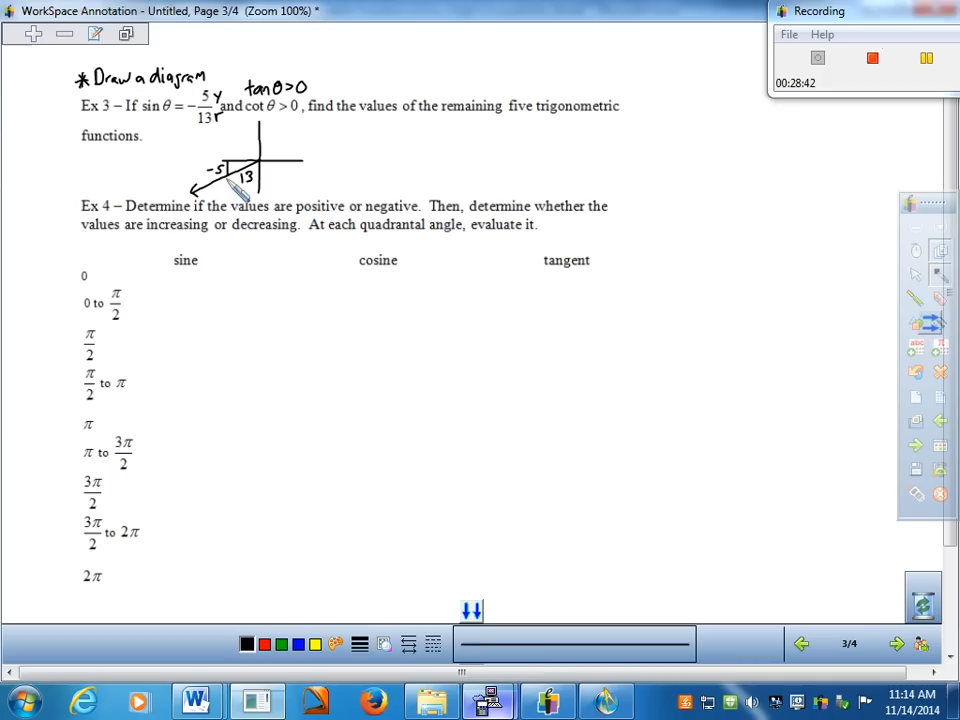 WorkSpace Annotation - Untitled, Page 3/4 (Zoom 100%) *
Recording
File Help
00:28:42
*Draw a diagram
tanθ>0
Ex 3 – If sin θ = -5/13 and cot θ > 0, find the values of the remaining five trigonometric
y
r
functions.
-5
13
Ex 4 – Determine if the values are positive or negative. Then, determine whether the
values are increasing or decreasing. At each quadrantal angle, evaluate it.
sine cosine tangent
0
0 to π/2
π/2
π/2 to π
π
π to 3π/2
3π/2
3π/2 to 2π
2π
abc
π
3/4
11:14 AM
11/14/2014